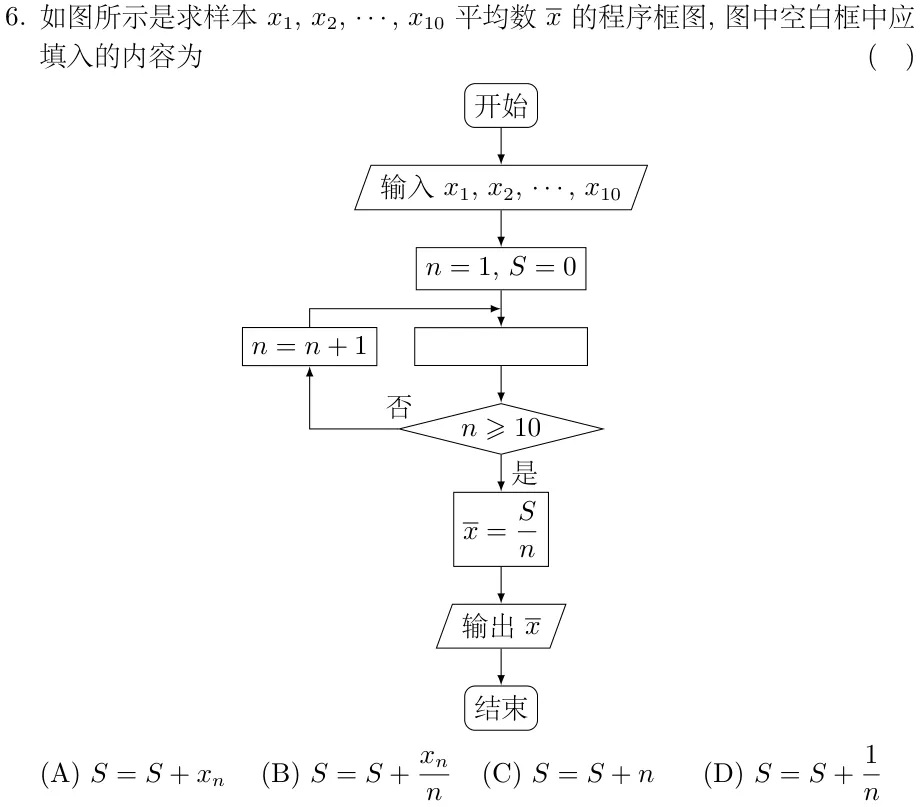 6. 如图所示是求样本 x₁, x₂, ···, x₁₀ 平均数 x̅ 的程序框图, 图中空白框中应
填入的内容为 ( )
开始
输入 x₁, x₂, ···, x₁₀
n = 1, S = 0
n = n + 1
否
n ⩾ 10
是
x̅ = S/n
输出 x̅
结束
(A) S = S + xₙ (B) S = S + xₙ/n (C) S = S + n (D) S = S + 1/n